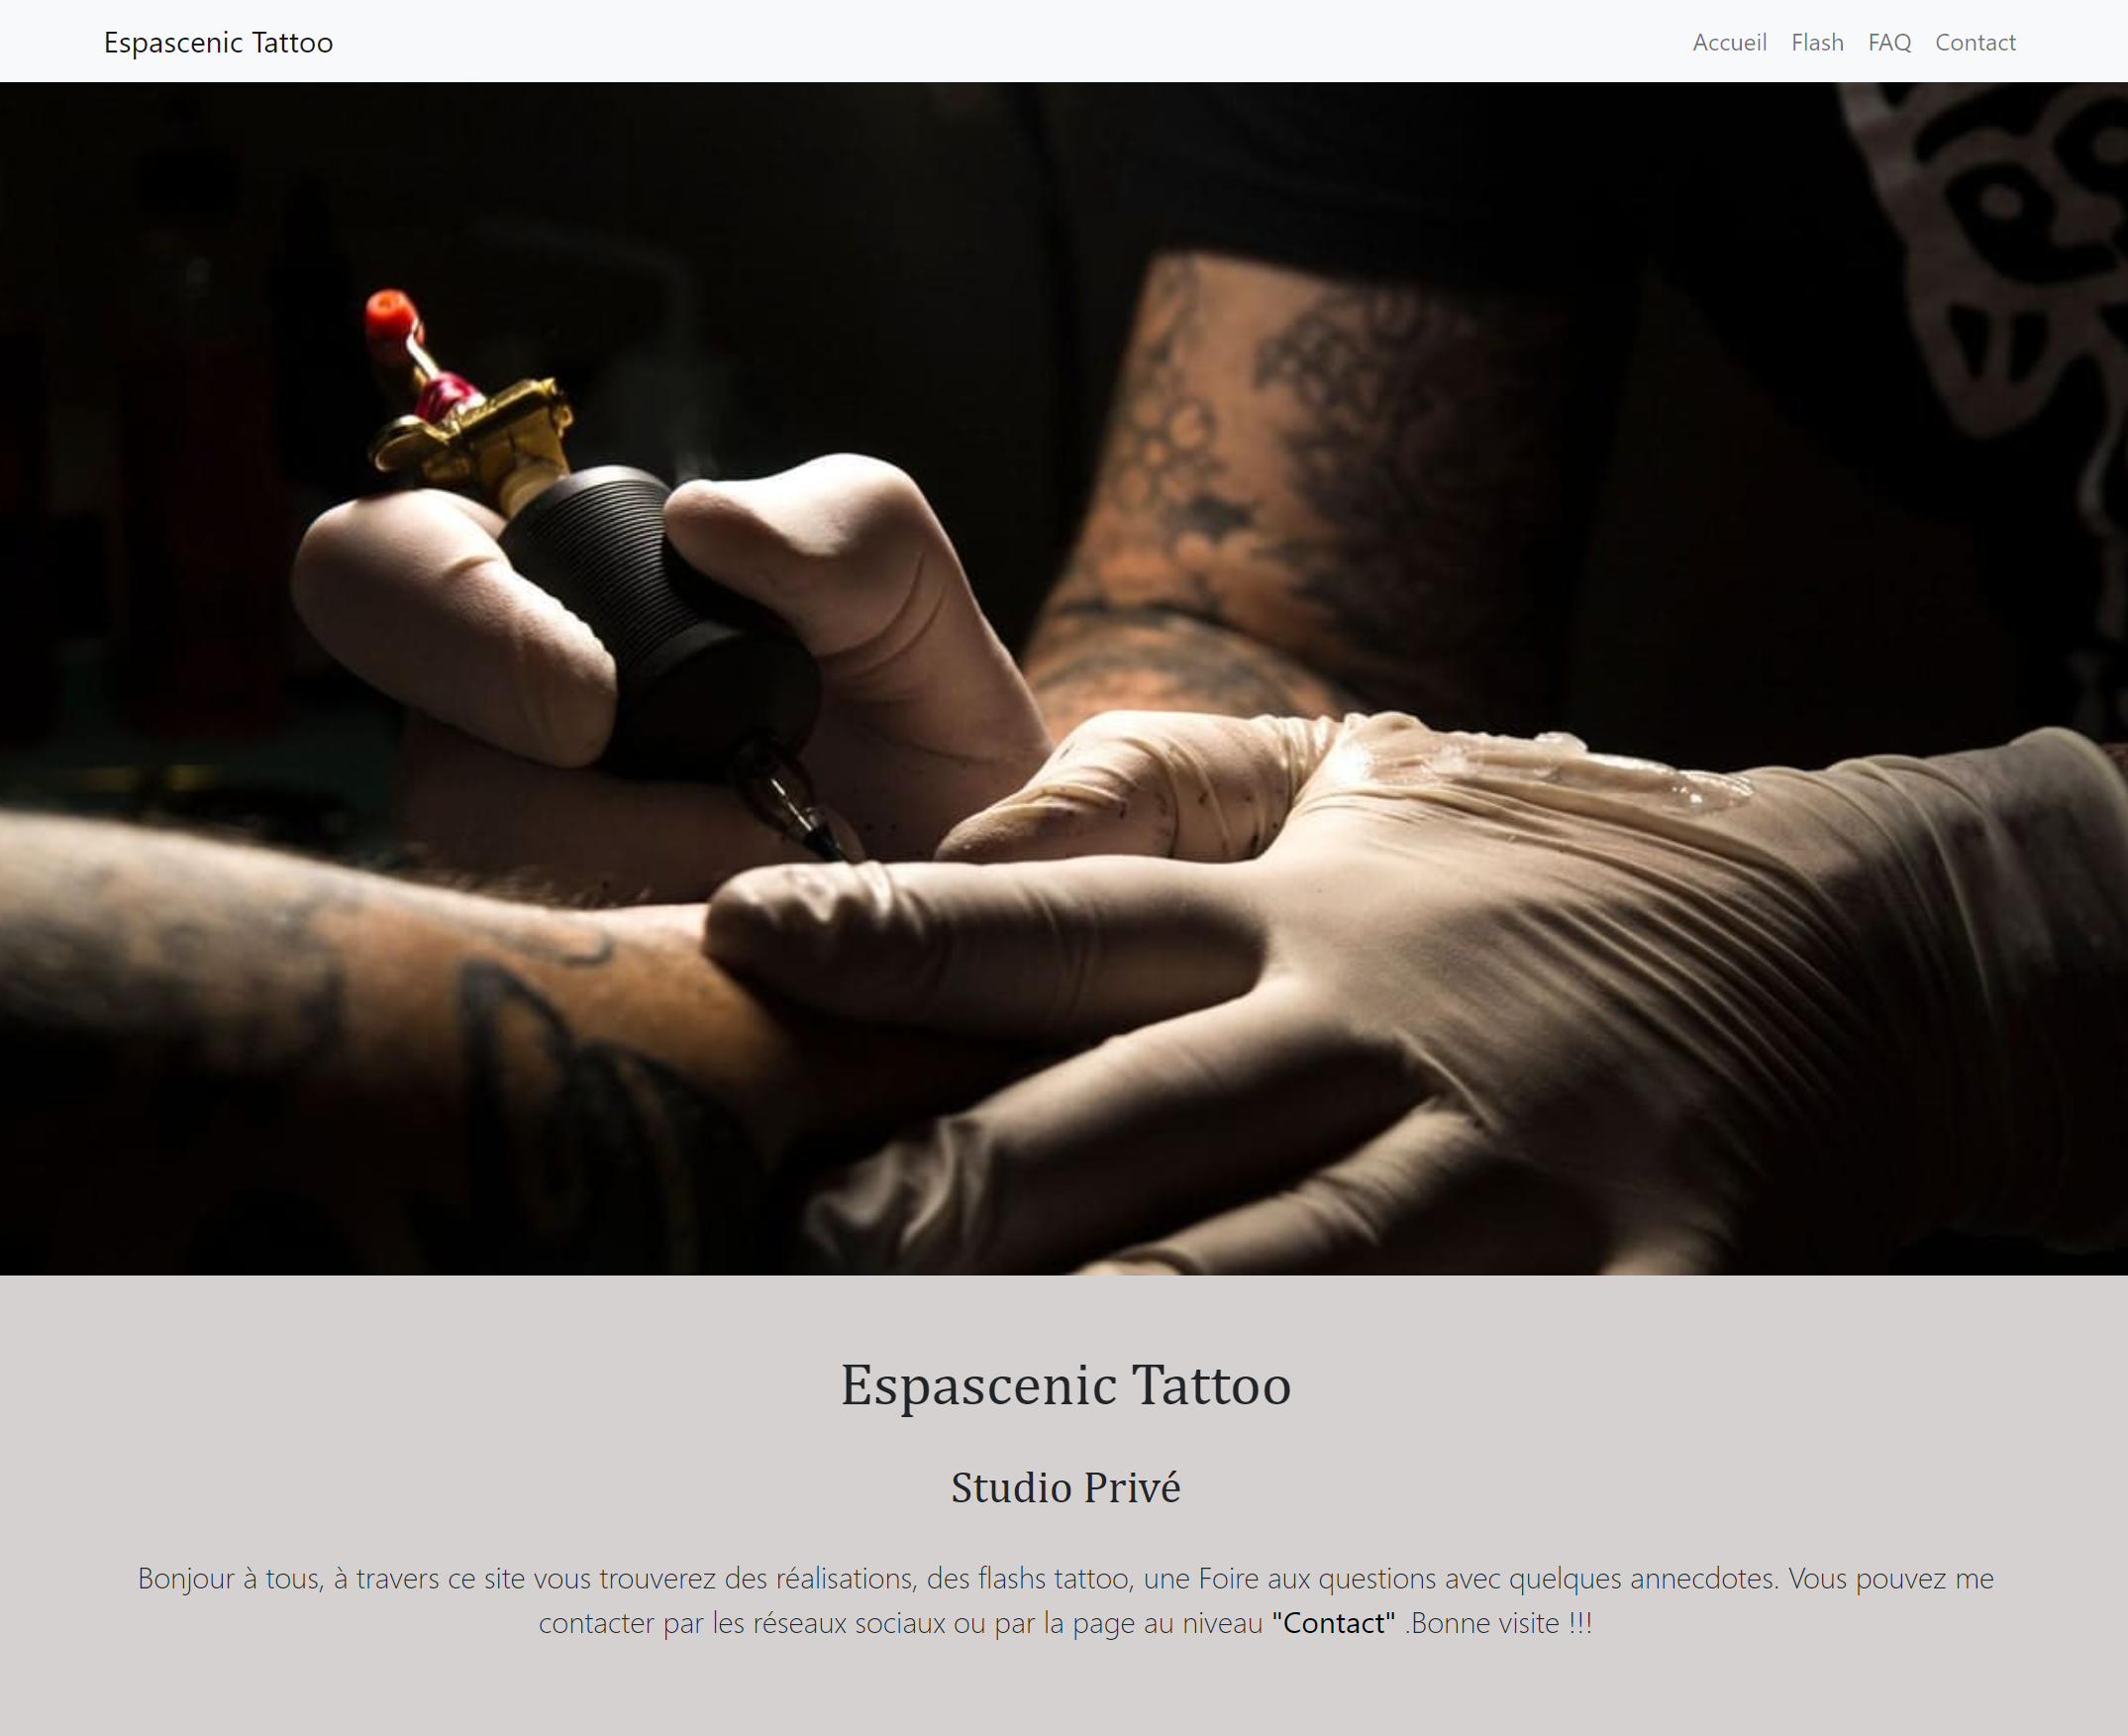 Espascenic Tattoo
Accueil Flash FAQ Contact
Espascenic Tattoo
Studio Privé
Bonjour à tous, à travers ce site vous trouverez des réalisations, des flashs tattoo, une Foire aux questions avec quelques annecdotes. Vous pouvez me
contacter par les réseaux sociaux ou par la page au niveau "Contact" .Bonne visite !!!